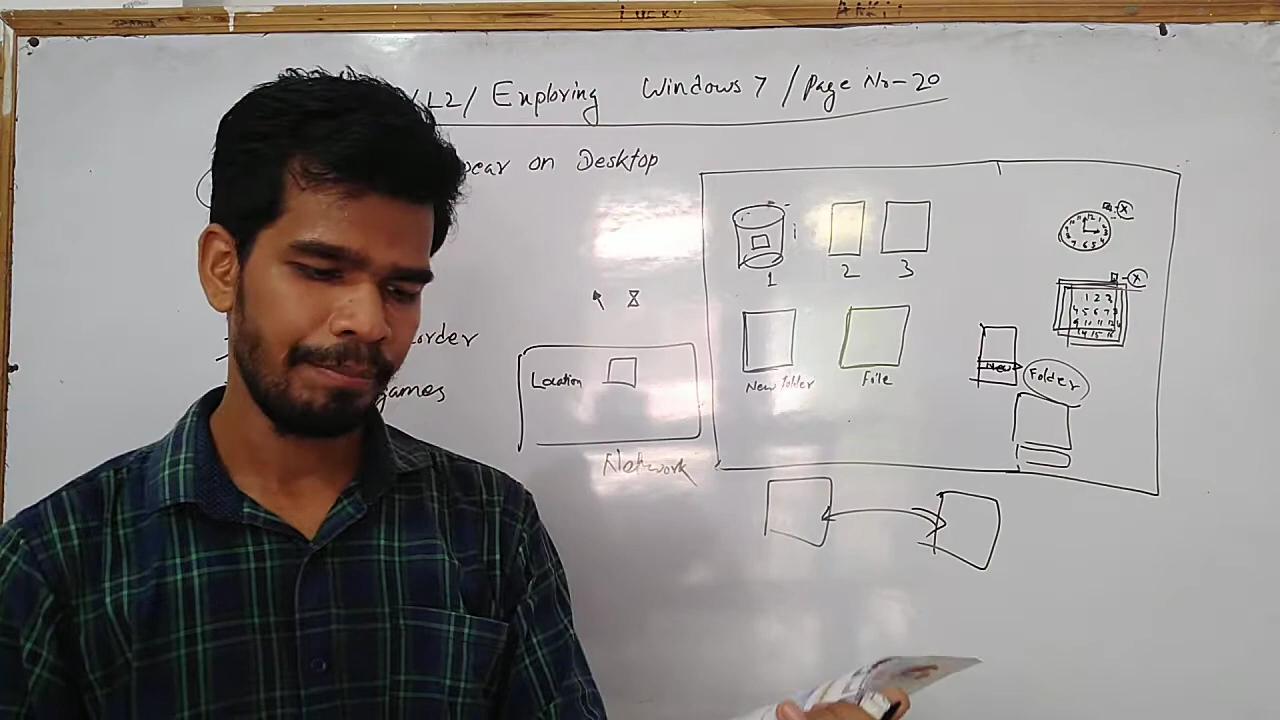 Lucky Ankit
/L2/ Exploring Windows 7 / Page No-20
pear on Desktop
1 2 3
order
games
Location
Network
New folder
File
New
Folder